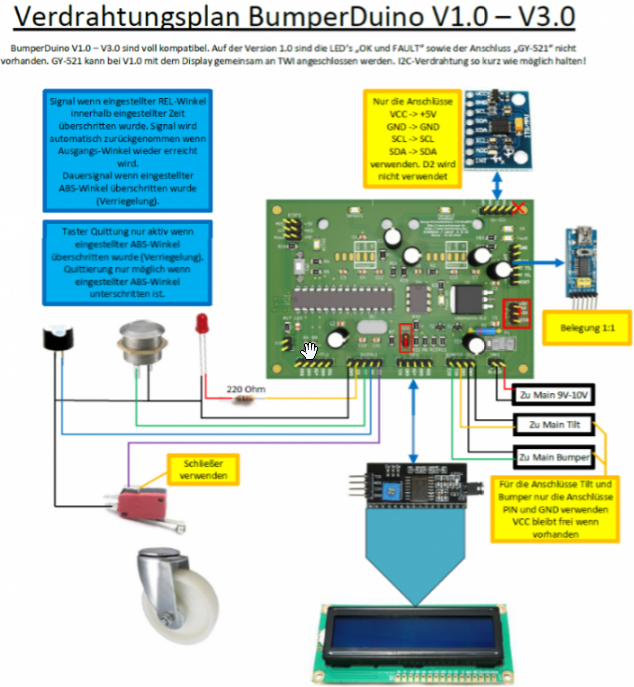 Verdrahtungsplan BumperDuino V1.0 – V3.0
BumperDuino V1.0 – V3.0 sind voll kompatibel. Auf der Version 1.0 sind die LED's „OK und FAULT" sowie der Anschluss „GY-521" nicht
vorhanden. GY-521 kann bei V1.0 mit dem Display gemeinsam an TWI angeschlossen werden. I2C-Verdrahtung so kurz wie möglich halten!
Signal wenn eingestellter REL-Winkel
innerhalb eingestellter Zeit
überschritten wurde. Signal wird
automatisch zurückgenommen wenn
Ausgangs-Winkel wieder erreicht
wird.
Dauersignal wenn eingestellter
ABS-Winkel überschritten wurde
(Verriegelung).
Nur die Anschlüsse
VCC -> +5V
GND -> GND
SCL -> SCL
SDA -> SDA
verwenden. D2 wird
nicht verwendet
Taster Quittung nur aktiv wenn
eingestellter ABS-Winkel
überschritten wurde (Verriegelung).
Quittierung nur möglich wenn
eingestellter ABS-Winkel
unterschritten ist.
Belegung 1:1
220 Ohm
Zu Main 9V-10V
Zu Main Tilt
Zu Main Bumper
Schließer
verwenden
Für die Anschlüsse Tilt und
Bumper nur die Anschlüsse
PIN und GND verwenden
VCC bleibt frei wenn
vorhanden